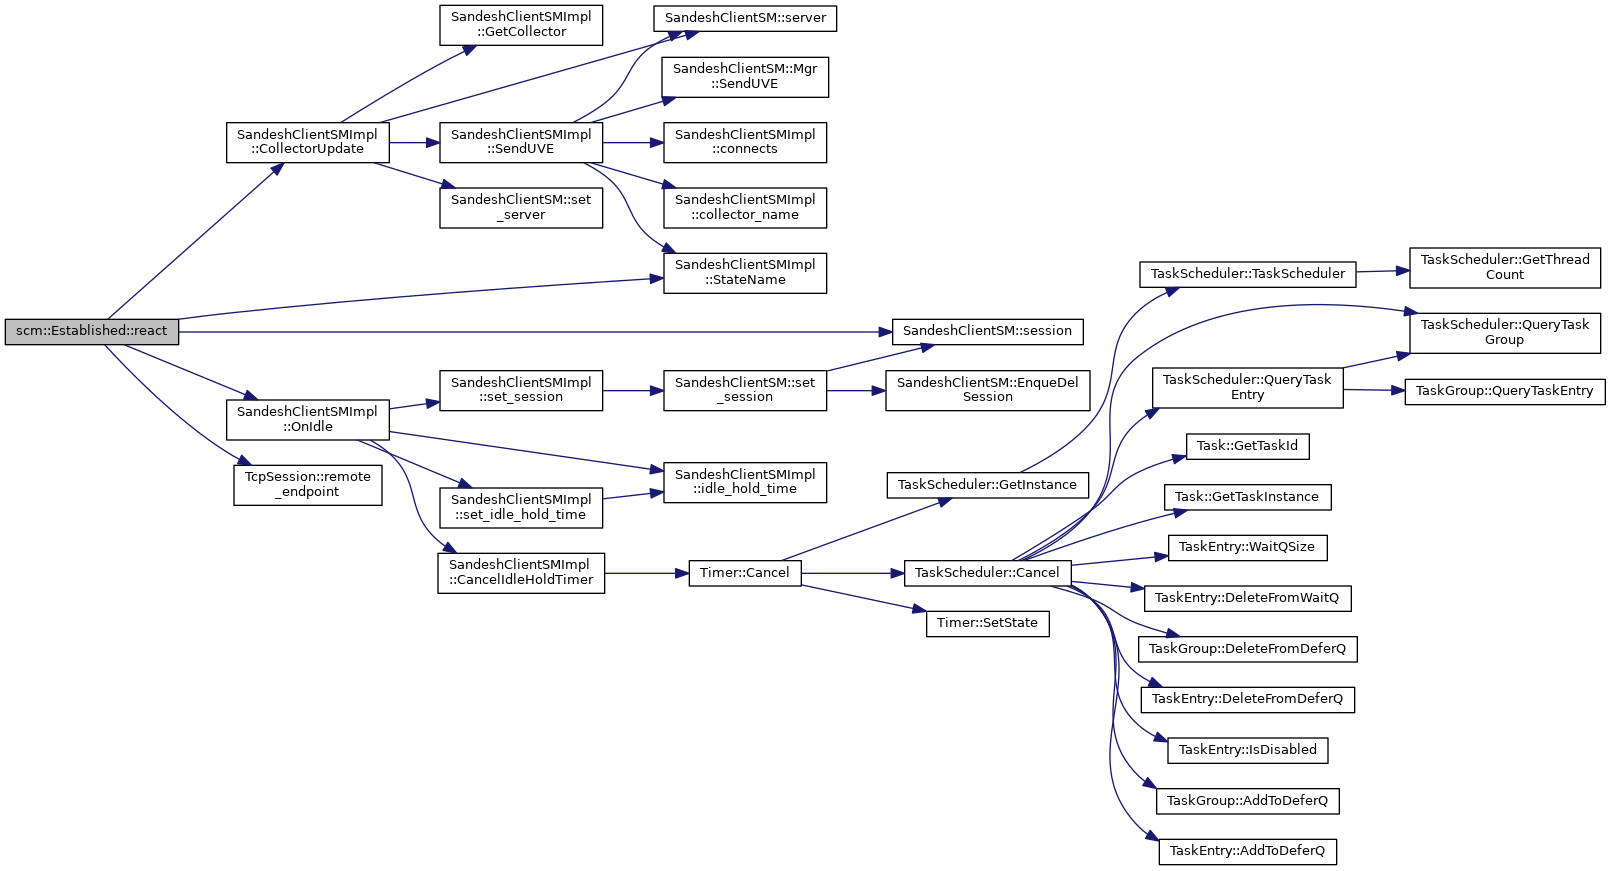 scm::Established::react
SandeshClientSMImpl
::CollectorUpdate
SandeshClientSMImpl
::OnIdle
TcpSession::remote
_endpoint
SandeshClientSMImpl
::GetCollector
SandeshClientSMImpl
::SendUVE
SandeshClientSM::set
_server
SandeshClientSMImpl
::set_session
SandeshClientSMImpl
::set_idle_hold_time
SandeshClientSMImpl
::CancelIdleHoldTimer
SandeshClientSM::server
SandeshClientSM::Mgr
::SendUVE
SandeshClientSMImpl
::connects
SandeshClientSMImpl
::collector_name
SandeshClientSMImpl
::StateName
SandeshClientSM::set
_session
SandeshClientSMImpl
::idle_hold_time
Timer::Cancel
SandeshClientSM::session
SandeshClientSM::EnqueDel
Session
TaskScheduler::GetInstance
TaskScheduler::Cancel
Timer::SetState
TaskScheduler::TaskScheduler
TaskScheduler::QueryTask
Entry
Task::GetTaskId
Task::GetTaskInstance
TaskEntry::WaitQSize
TaskEntry::DeleteFromWaitQ
TaskGroup::DeleteFromDeferQ
TaskEntry::DeleteFromDeferQ
TaskEntry::IsDisabled
TaskGroup::AddToDeferQ
TaskEntry::AddToDeferQ
TaskScheduler::GetThread
Count
TaskScheduler::QueryTask
Group
TaskGroup::QueryTaskEntry